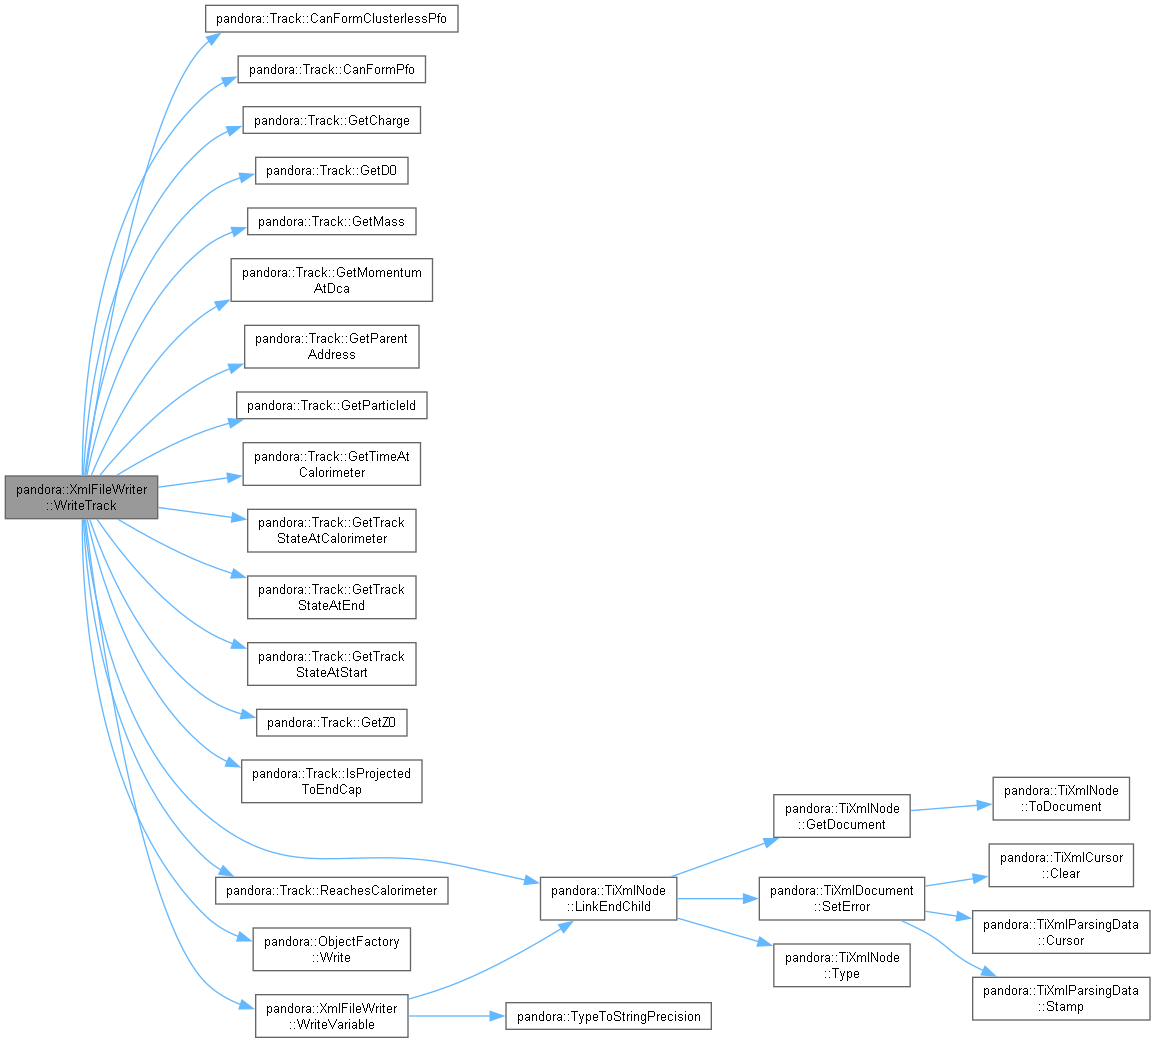 pandora::XmlFileWriter
::WriteTrack
pandora::Track::CanFormClusterlessPfo
pandora::Track::CanFormPfo
pandora::Track::GetCharge
pandora::Track::GetD0
pandora::Track::GetMass
pandora::Track::GetMomentum
AtDca
pandora::Track::GetParent
Address
pandora::Track::GetParticleId
pandora::Track::GetTimeAt
Calorimeter
pandora::Track::GetTrack
StateAtCalorimeter
pandora::Track::GetTrack
StateAtEnd
pandora::Track::GetTrack
StateAtStart
pandora::Track::GetZ0
pandora::Track::IsProjected
ToEndCap
pandora::Track::ReachesCalorimeter
pandora::ObjectFactory
::Write
pandora::XmlFileWriter
::WriteVariable
pandora::TiXmlNode
::LinkEndChild
pandora::TypeToStringPrecision
pandora::TiXmlNode
::GetDocument
pandora::TiXmlDocument
::SetError
pandora::TiXmlNode
::Type
pandora::TiXmlNode
::ToDocument
pandora::TiXmlCursor
::Clear
pandora::TiXmlParsingData
::Cursor
pandora::TiXmlParsingData
::Stamp